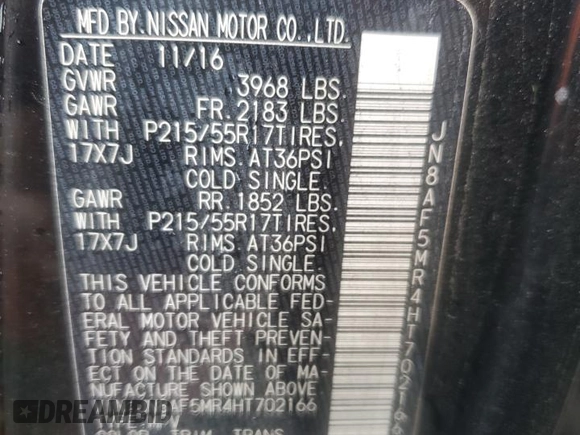 MFD BY.NISSAN MOTOR CO.,LTD.
DATE 11/16
GVWR 3968 LBS.
GAWR FR.2183 LBS.
WITH P215/55R17TIRES,
17X7J RIMS.AT36PSI
COLD SINGLE.
GAWR RR.1852 LBS.
WITH P215/55R17TIRES,
17X7J RIMS.AT36PSI
COLD SINGLE.
THIS VEHICLE CONFORMS
TO ALL APPLICABLE FED-
ERAL MOTOR VEHICLE SA-
FETY AND THEFT PREVEN-
TION STANDARDS IN EFF-
ECT ON THE DATE OF MA-
NUFACTURE SHOWN ABOVE
AF5MR4HT702166
COLOR TRIM TRANS
JN8AF5MR4HT702166
DREAMBID